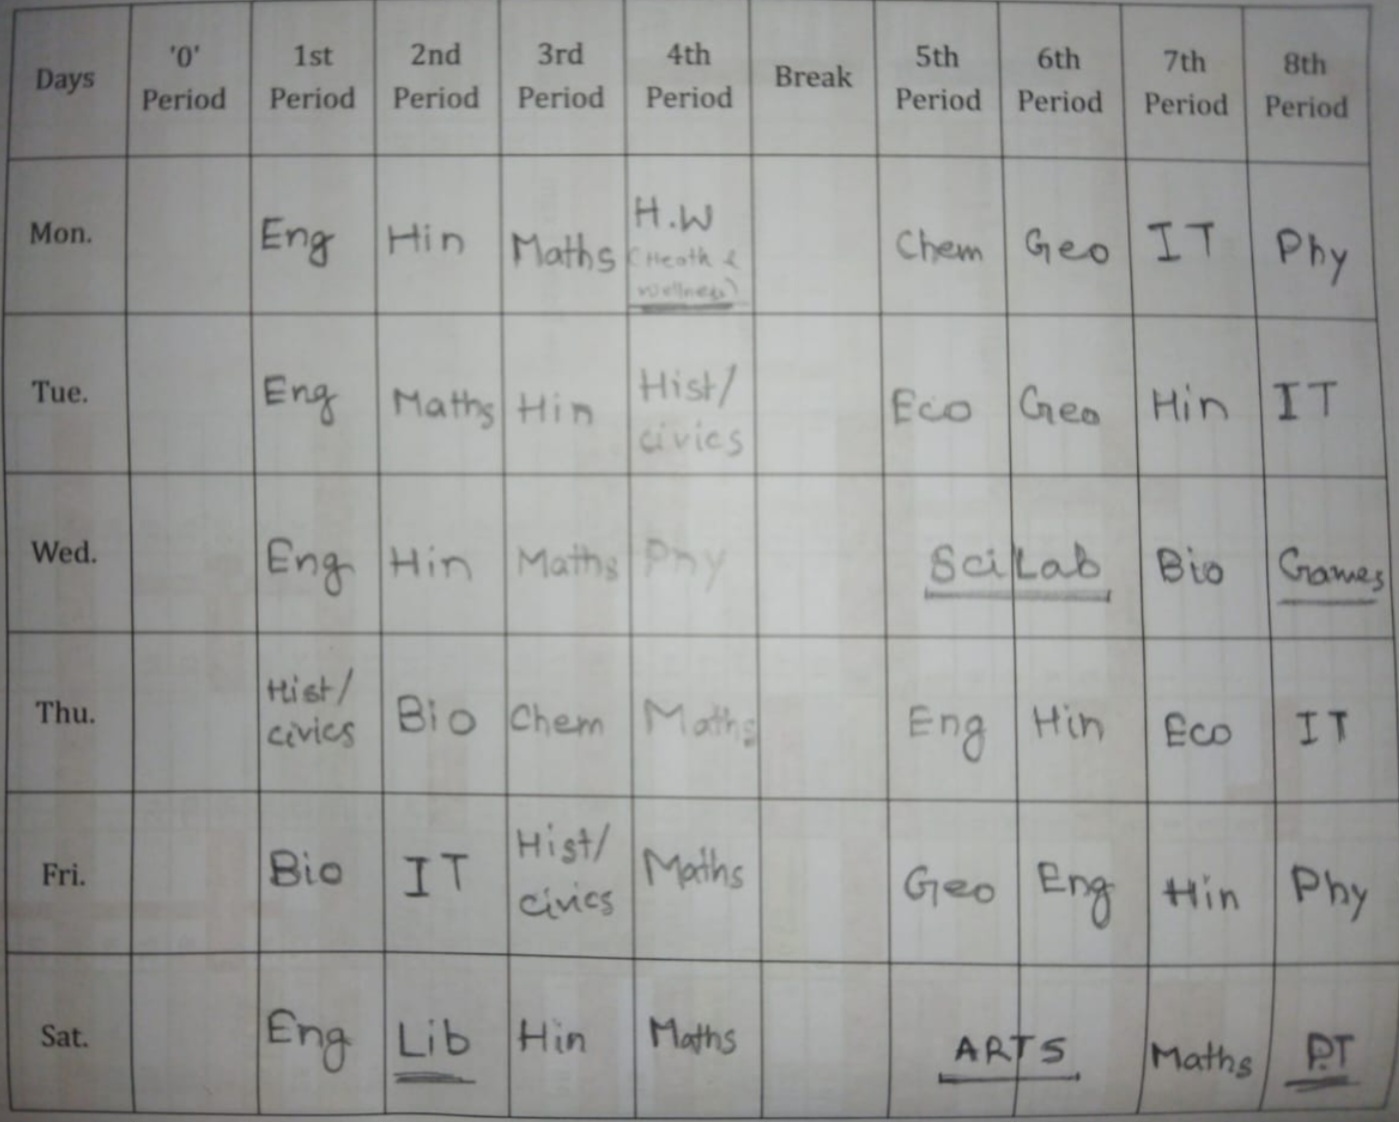 Days '0' Period 1st Period 2nd Period 3rd Period 4th Period Break 5th Period 6th Period 7th Period 8th Period
Mon. Eng Hin Maths H.W (Heath & wellness) Chem Geo IT Phy
Tue. Eng Maths Hin Hist/civics Eco Geo Hin IT
Wed. Eng Hin Maths Phy Sci Lab Bio Games
Thu. Hist/civics Bio Chem Maths Eng Hin Eco IT
Fri. Bio IT Hist/civics Maths Geo Eng Hin Phy
Sat. Eng Lib Hin Maths ARTS Maths P.T